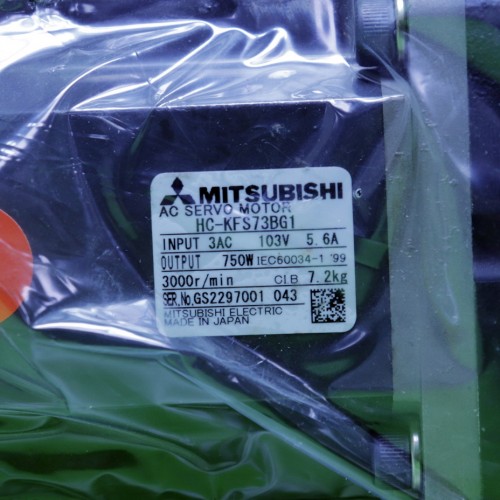 MITSUBISHI
AC SERVO MOTOR
HC-KFS73BG1
INPUT 3AC 103V 5.6A
OUTPUT 750W IEC60034-1 '99
3000r/min Cl.B 7.2kg
SER.No.GS2297001 043
MITSUBISHI ELECTRIC
MADE IN JAPAN